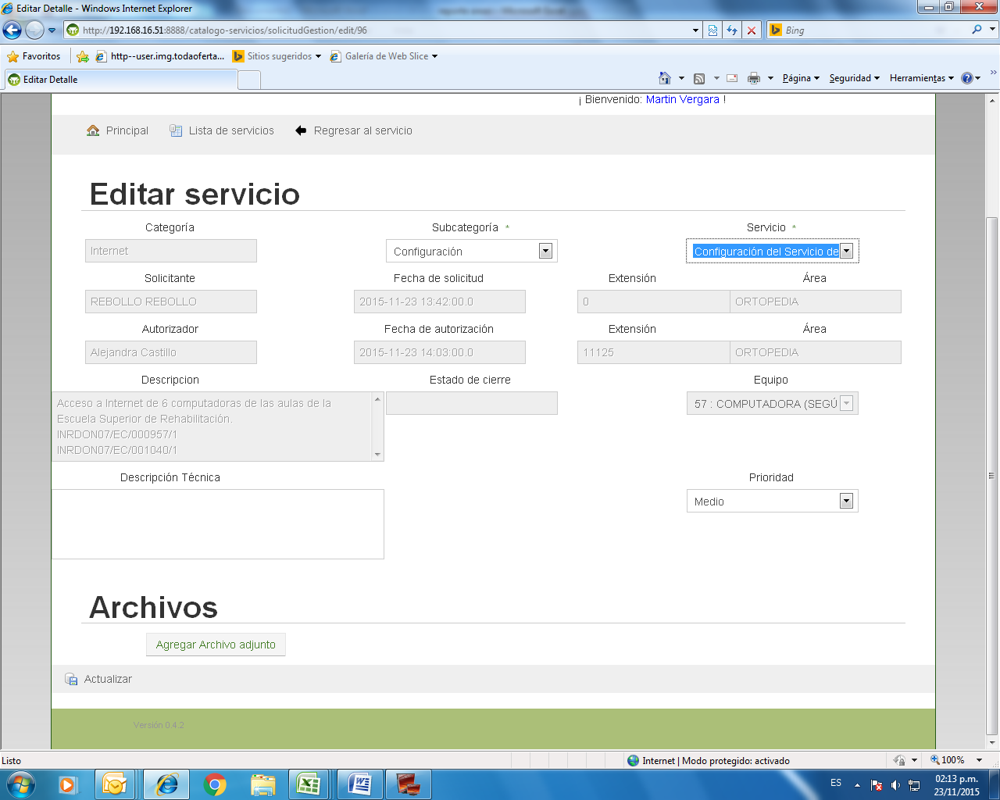 Editar Detalle - Windows Internet Explorer
http://192.168.16.51:8888/catalogo-servicios/solicitudGestion/edit/96
Bing
Favoritos
http--user.img.todaoferta...
Sitios sugeridos
Galería de Web Slice
Editar Detalle
Página
Seguridad
Herramientas
¡ Bienvenido: Martin Vergara !
Principal
Lista de servicios
Regresar al servicio
Editar servicio
Categoría
Subcategoría *
Servicio *
Internet
Configuración
Configuración del Servicio de
Solicitante
Fecha de solicitud
Extensión
Área
REBOLLO REBOLLO
2015-11-23 13:42:00.0
0
ORTOPEDIA
Autorizador
Fecha de autorización
Extensión
Área
Alejandra Castillo
2015-11-23 14:03:00.0
11125
ORTOPEDIA
Descripcion
Estado de cierre
Equipo
Acceso a Internet de 6 computadoras de las aulas de la
Escuela Superior de Rehabilitación.
INRDON07/EC/000957/1
INRDON07/EC/001040/1
57 : COMPUTADORA (SEGÚ
Descripción Técnica
Prioridad
Medio
Archivos
Agregar Archivo adjunto
Actualizar
Versión 0.4.2
Listo
Internet | Modo protegido: activado
100%
ES
02:13 p.m.
23/11/2015